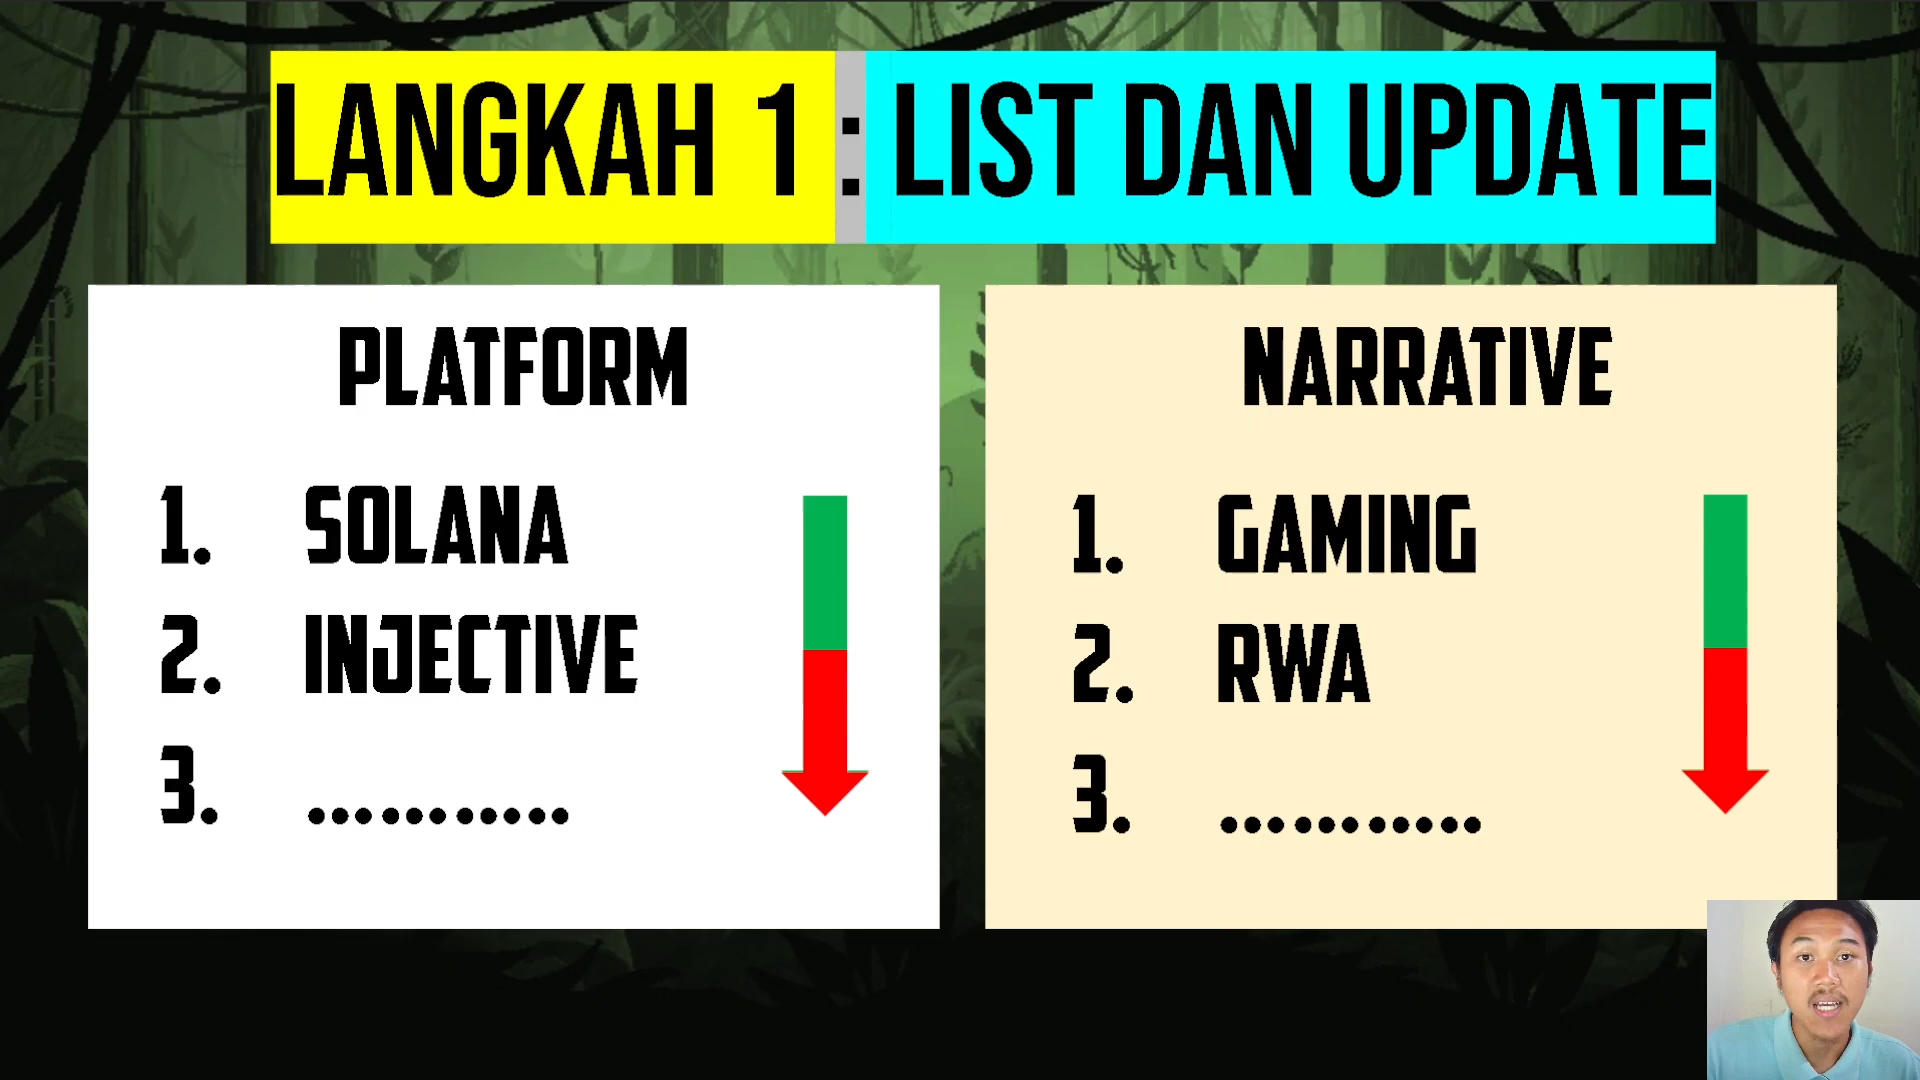 LANGKAH 1 : LIST DAN UPDATE
PLATFORM
1. SOLANA
2. INJECTIVE
3. ...........
NARRATIVE
1. GAMING
2. RWA
3. ...........